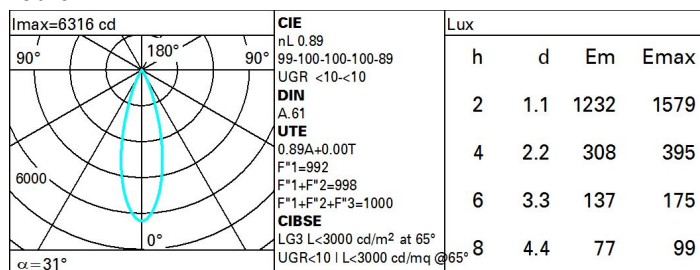 Imax=6316 cd
90°
180°
90°
6000
0°
α=31°
CIE
nL 0.89
99-100-100-100-89
UGR <10-<10
DIN
A.61
UTE
0.89A+0.00T
F"1=992
F"1+F"2=998
F"1+F"2+F"3=1000
CIBSE
LG3 L<3000 cd/m² at 65°
UGR<10 | L<3000 cd/mq @65°
Lux
h d Em Emax
2 1.1 1232 1579
4 2.2 308 395
6 3.3 137 175
8 4.4 77 99